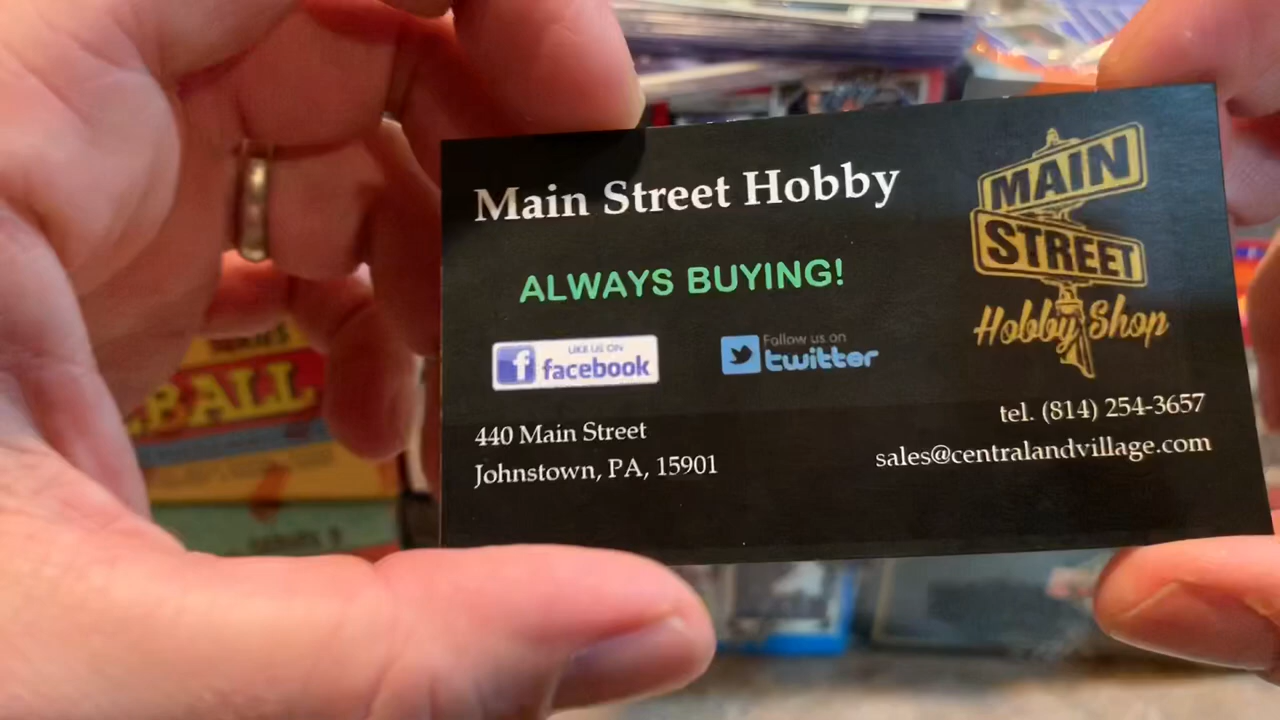 Main Street Hobby
ALWAYS BUYING!
LIKE US ON
facebook
Follow us on
twitter
440 Main Street
Johnstown, PA, 15901
MAIN
STREET
Hobby Shop
tel. (814) 254-3657
sales@centralandvillage.com
BALL